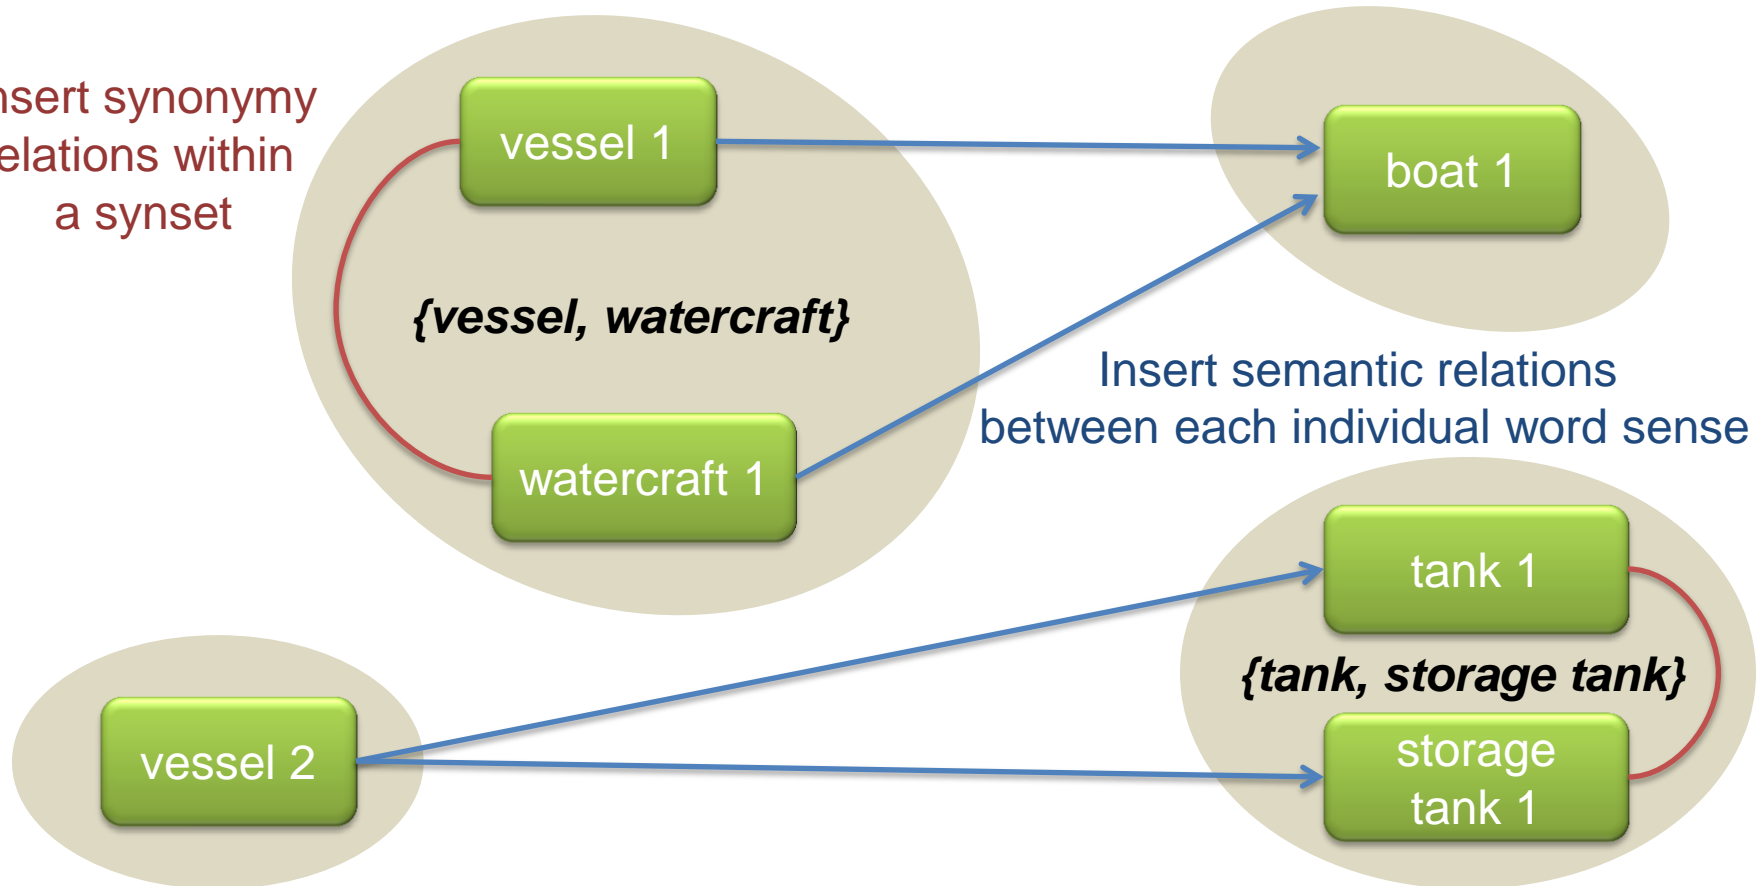 nsert synonymy
elations within
a synset
vessel 1
boat 1
{vessel, watercraft}
Insert semantic relations
between each individual word sense
watercraft 1
tank 1
{tank, storage tank}
vessel 2
storage
tank 1